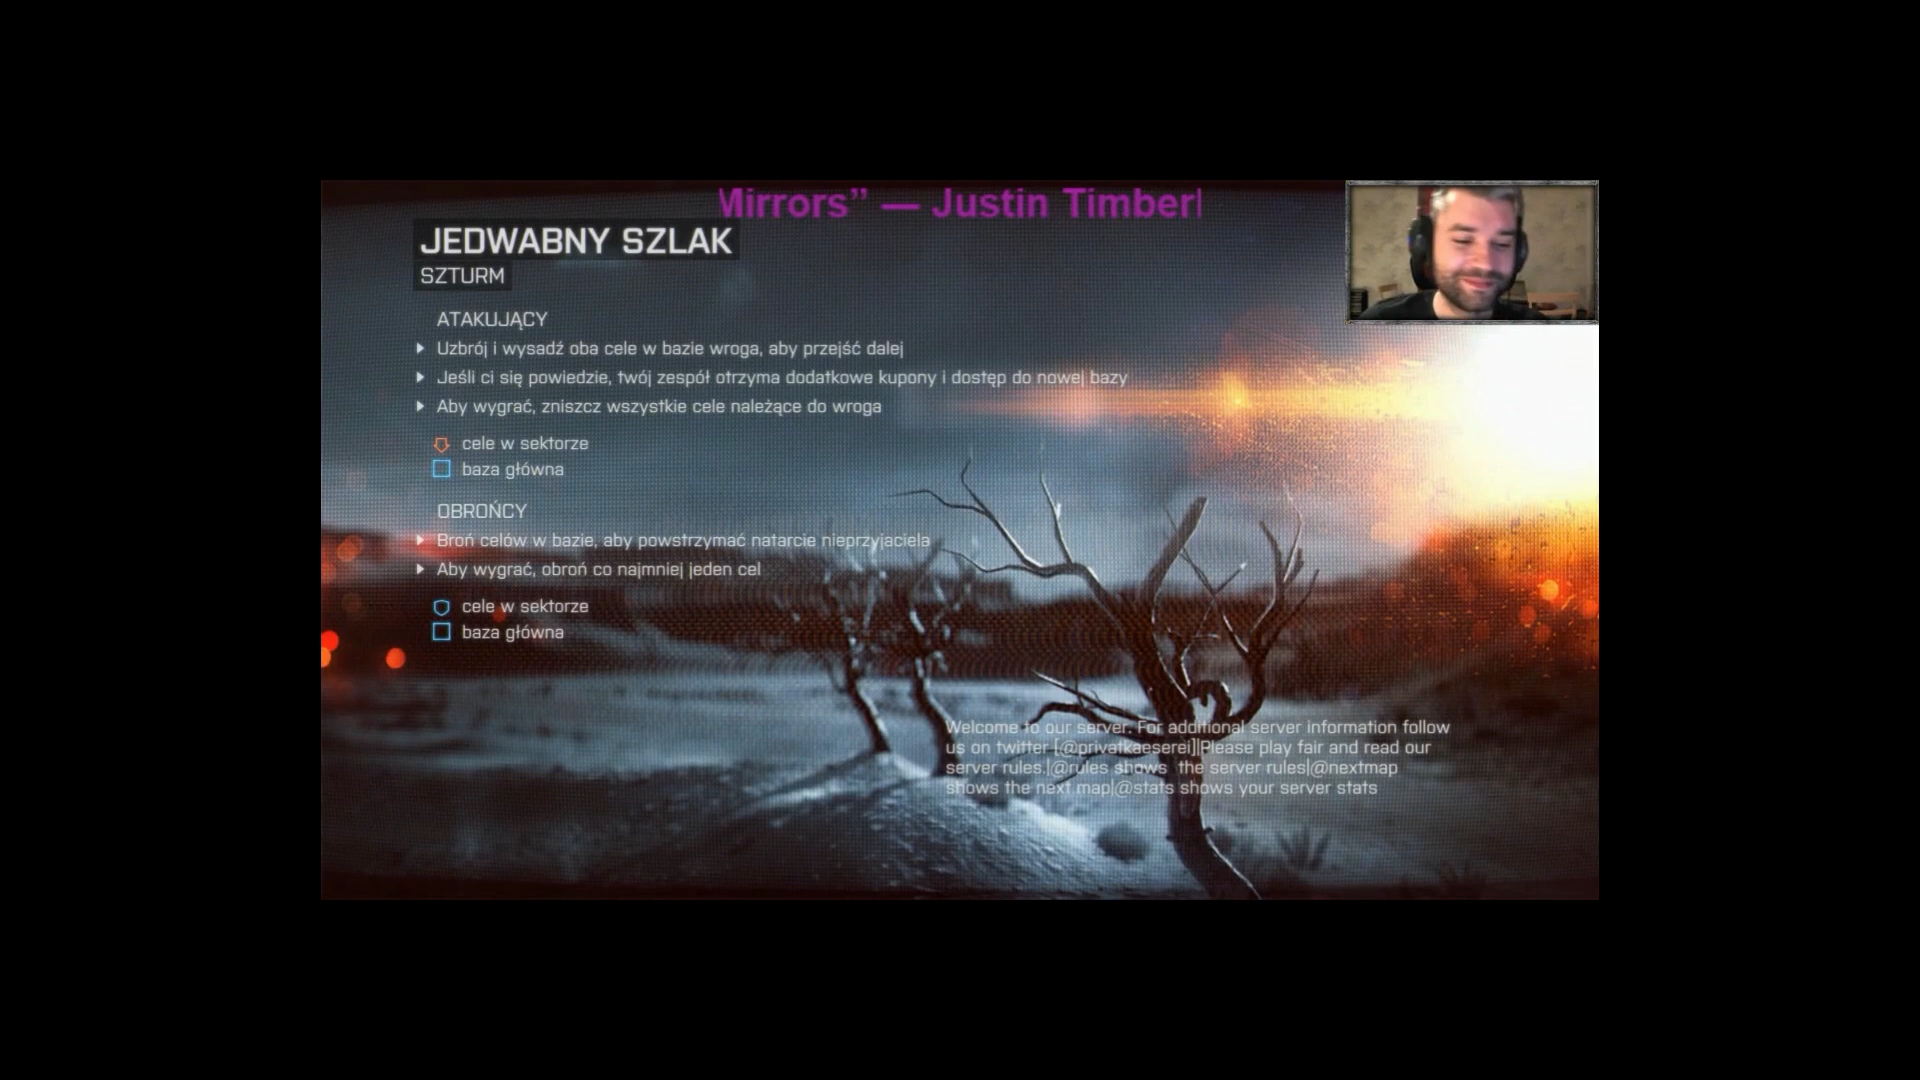 Mirrors” — Justin Timberl
JEDWABNY SZLAK
SZTURM
ATAKUJĄCY
Uzbrój i wysadź oba cele w bazie wroga, aby przejść dalej
Jeśli ci się powiedzie, twój zespół otrzyma dodatkowe kupony i dostęp do nowej bazy
Aby wygrać, zniszcz wszystkie cele należące do wroga
cele w sektorze
baza główna
OBROŃCY
Broń celów w bazie, aby powstrzymać natarcie nieprzyjaciela
Aby wygrać, obroń co najmniej jeden cel
cele w sektorze
baza główna
Welcome to our server. For additional server information follow
us on twitter [@privatkaeserei]|Please play fair and read our
server rules.|@rules shows  the server rules|@nextmap
shows the next map|@stats shows your server stats